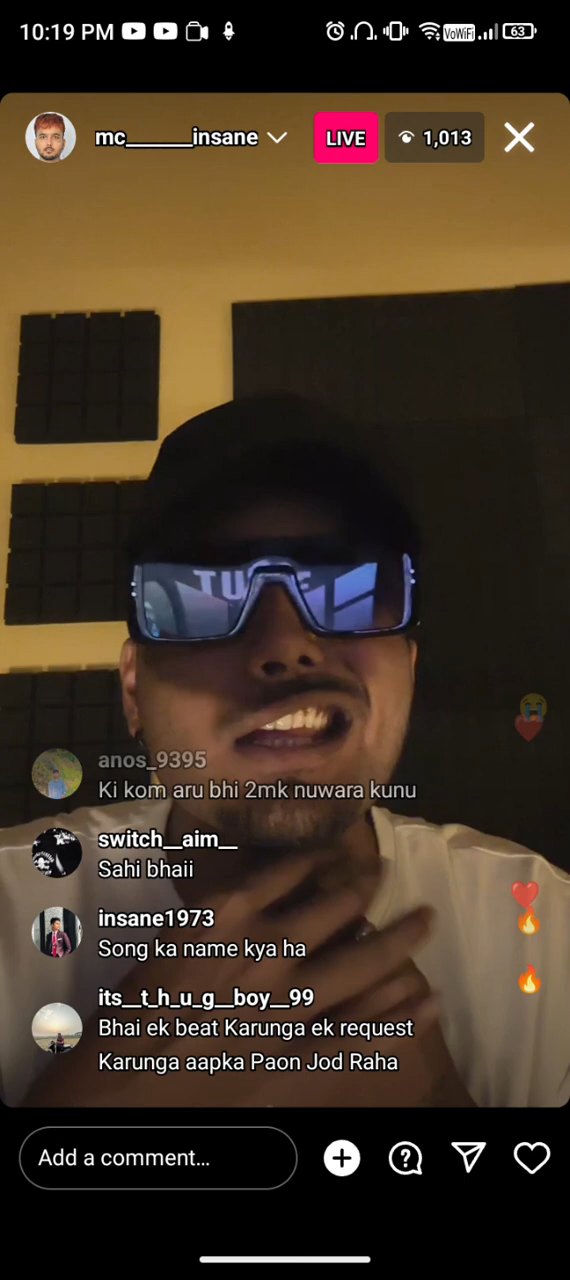 10:19 PM
VoWiFi
63
mc_______insane
LIVE
1,013
anos_9395
Ki kom aru bhi 2mk nuwara kunu
switch__aim__
Sahi bhaii
insane1973
Song ka name kya ha
its__t_h_u_g__boy__99
Bhai ek beat Karunga ek request
Karunga aapka Paon Jod Raha
Add a comment...